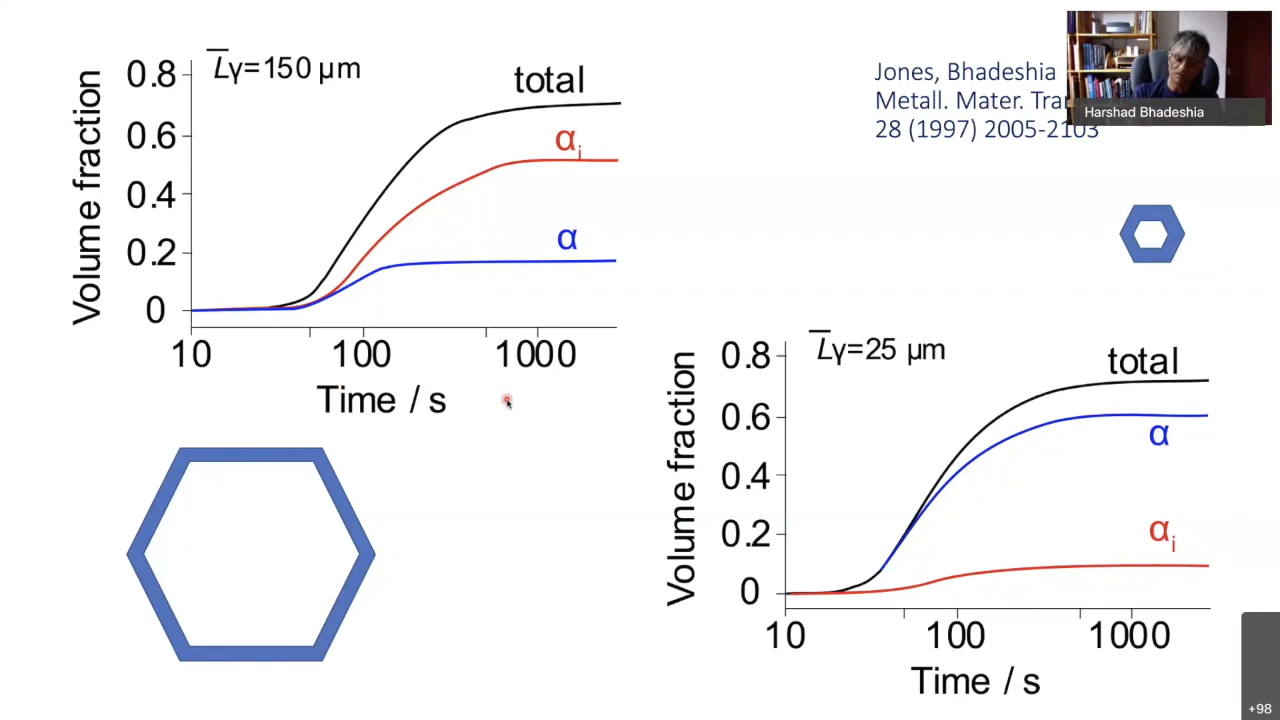 L̅γ=150 µm
total
αi
α
Volume fraction
0.8
0.6
0.4
0.2
0
10 100 1000
Time / s
Jones, Bhadeshia
Metall. Mater.
28 (1997) 2005-2103
Harshad Bhadeshia
L̅γ=25 µm
total
α
αi
Volume fraction
0.8
0.6
0.4
0.2
0
10 100 1000
Time / s
+98